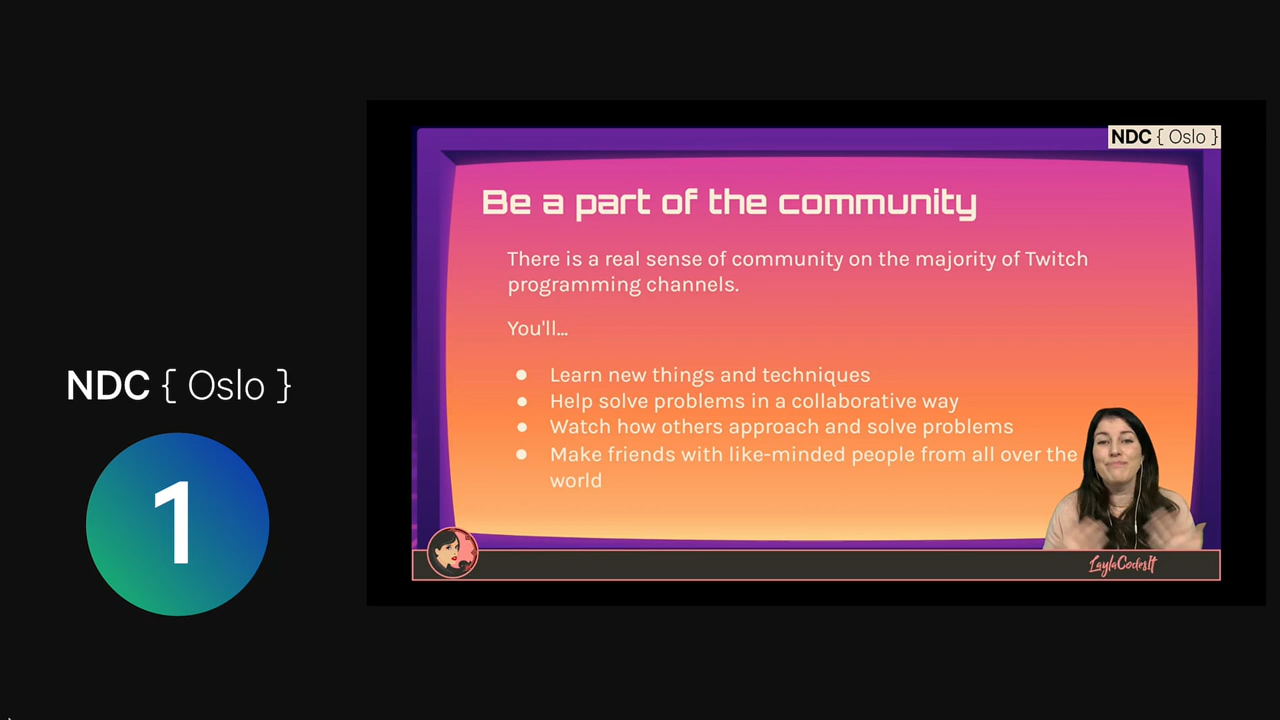 NDC { Oslo }
1
NDC { Oslo }
Be a part of the community
There is a real sense of community on the majority of Twitch
programming channels.
You'll...
● Learn new things and techniques
● Help solve problems in a collaborative way
● Watch how others approach and solve problems
● Make friends with like-minded people from all over the
world
LaylaCodesIt